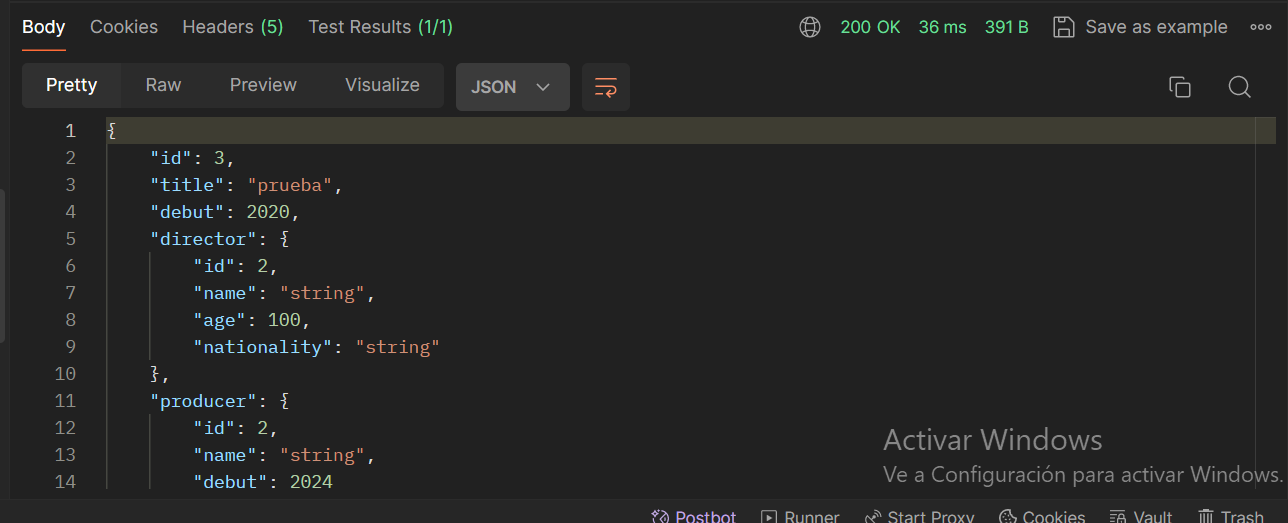 Body Cookies Headers (5) Test Results (1/1) 200 OK 36 ms 391 B Save as example
Pretty Raw Preview Visualize JSON
1 {
2 "id": 3,
3 "title": "prueba",
4 "debut": 2020,
5 "director": {
6 "id": 2,
7 "name": "string",
8 "age": 100,
9 "nationality": "string"
10 },
11 "producer": {
12 "id": 2,
13 "name": "string",
14 "debut": 2024
Activar Windows
Ve a Configuración para activar Windows.
Postbot Runner Start Proxy Cookies Vault Trash